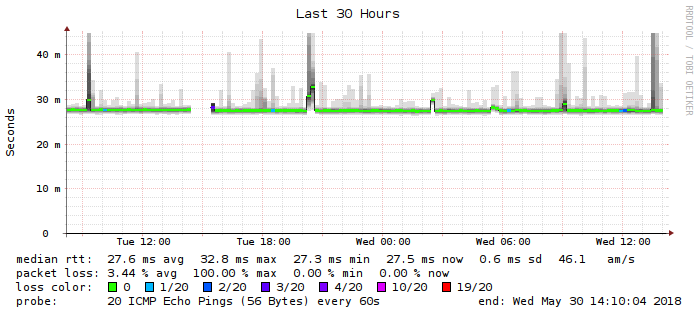 Last 30 Hours
RRDTOOL / TOBI OETIKER
Seconds
40 m
30 m
20 m
10 m
0
Tue 12:00 Tue 18:00 Wed 00:00 Wed 06:00 Wed 12:00
median rtt: 27.6 ms avg 32.8 ms max 27.3 ms min 27.5 ms now 0.6 ms sd 46.1 am/s
packet loss: 3.44 % avg 100.00 % max 0.00 % min 0.00 % now
loss color: 0 1/20 2/20 3/20 4/20 10/20 19/20
probe: 20 ICMP Echo Pings (56 Bytes) every 60s end: Wed May 30 14:10:04 2018